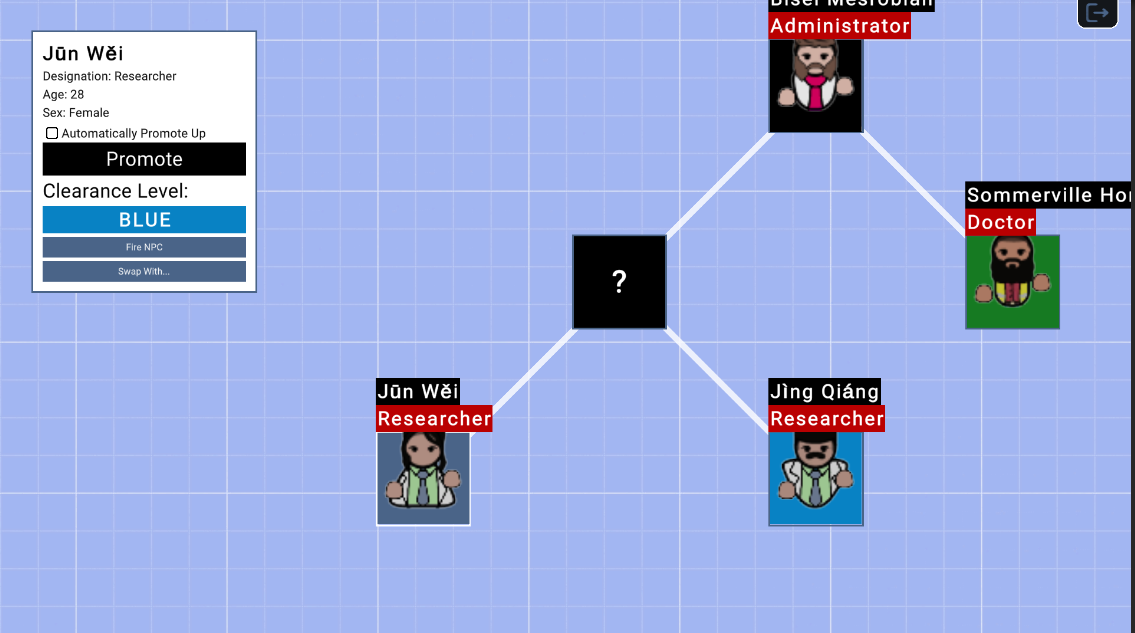 Jūn Wěi
Designation: Researcher
Age: 28
Sex: Female
Automatically Promote Up
Promote
Clearance Level:
BLUE
Fire NPC
Swap With...
Administrator
Sommerville
Doctor
?
Jūn Wěi
Researcher
Jìng Qiáng
Researcher